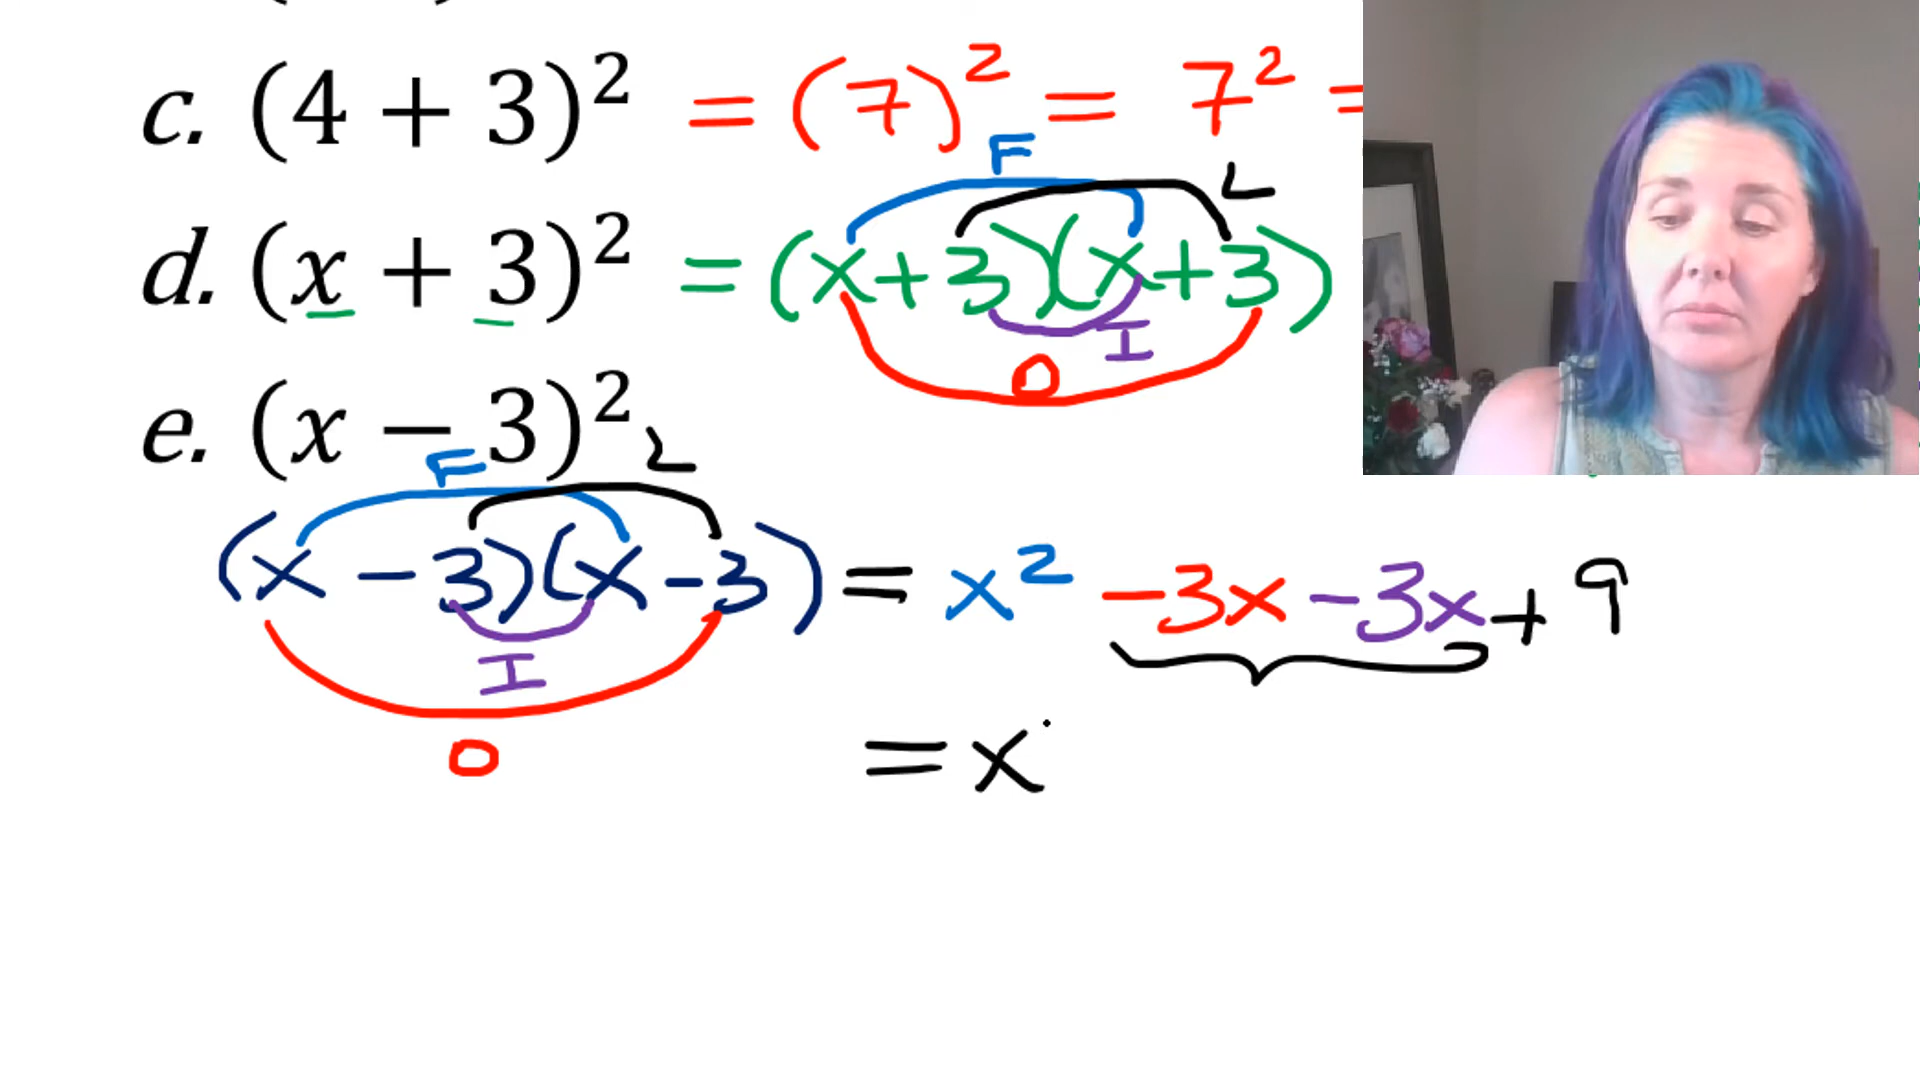 c. (4 + 3)² = (7)² = 7² =
F L
d. (x + 3)² = (x+3)(x+3)
I
O
e. (x − 3)²
F L
(x − 3)(x − 3) = x² − 3x − 3x + 9
I
= x
O